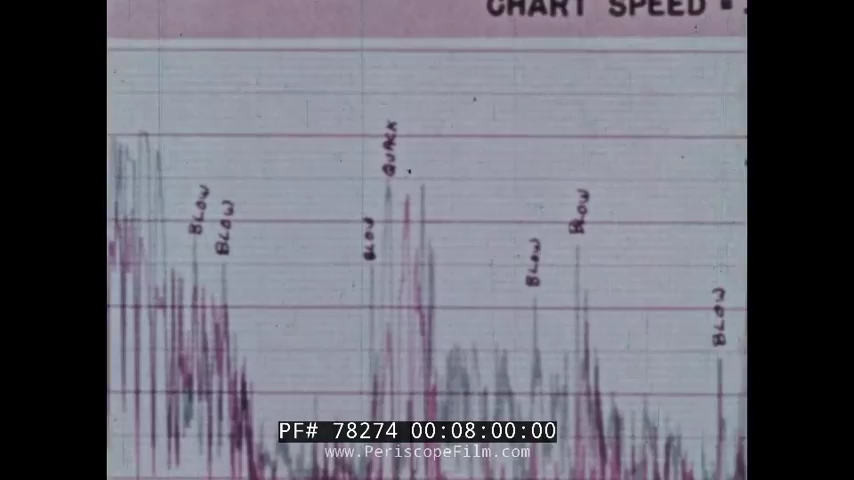 CHART SPEED
QUACK
BLOW
BLOW
BLOW
BLOW
BLOW
BLOW
PF# 78274 00:08:00:00
www.PeriscopeFilm.com